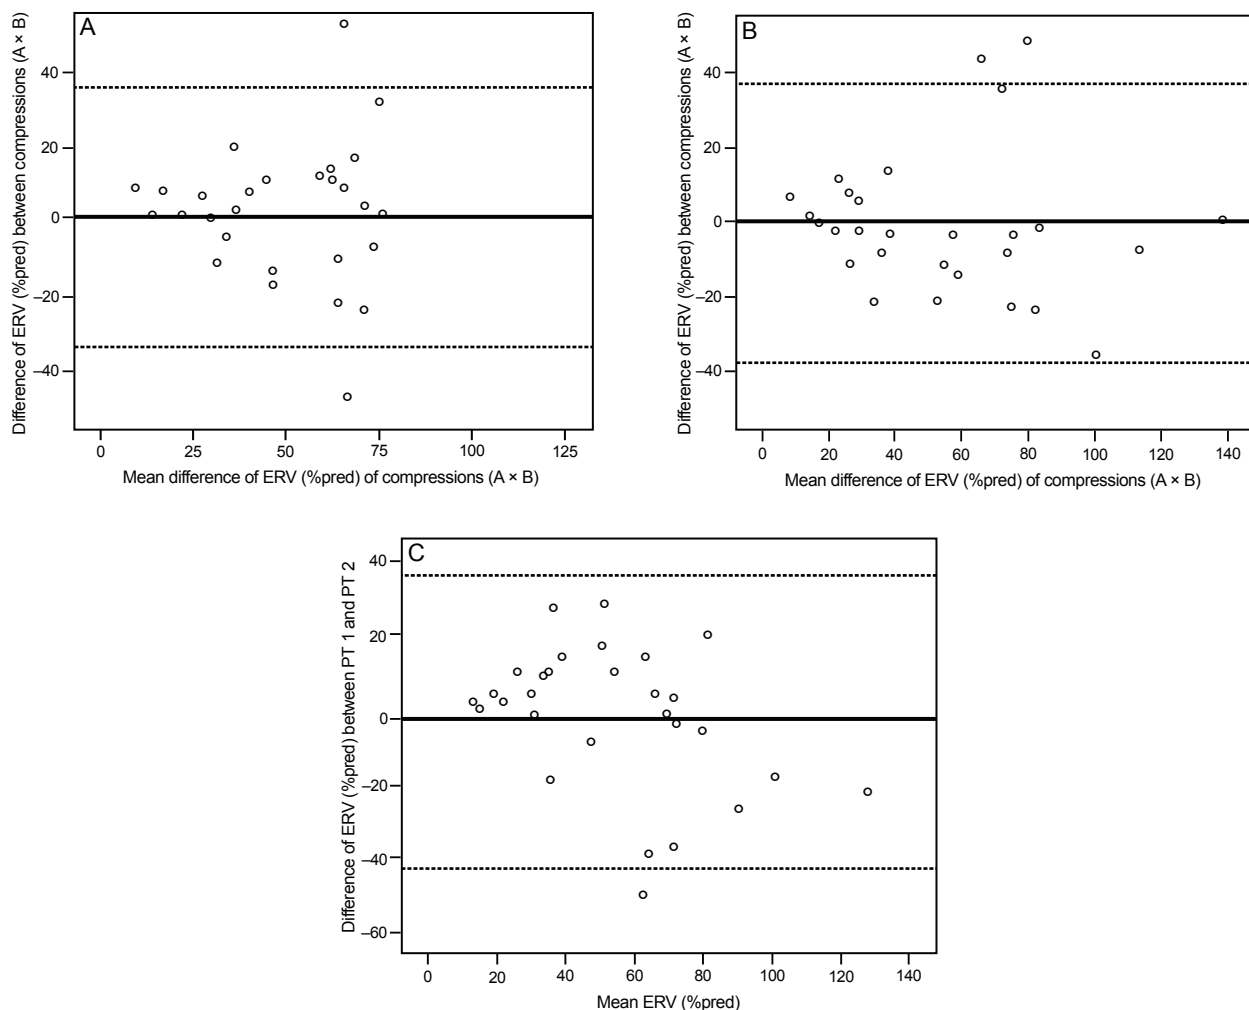 A
Difference of ERV (%pred) between compressions (A × B)
40
20
0
–20
–40
0 25 50 75 100 125
Mean difference of ERV (%pred) of compressions (A × B)
B
Difference of ERV (%pred) between compressions (A × B)
40
20
0
–20
–40
0 20 40 60 80 100 120 140
Mean difference of ERV (%pred) of compressions (A × B)
C
Difference of ERV (%pred) between PT 1 and PT 2
40
20
0
–20
–40
–60
0 20 40 60 80 100 120 140
Mean ERV (%pred)